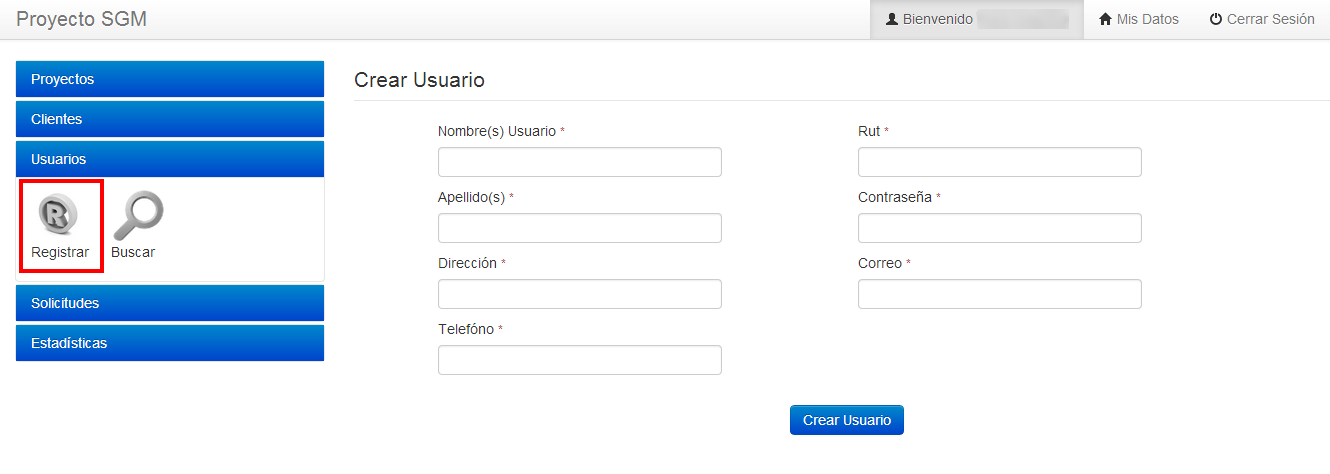 Proyecto SGM
Bienvenido
Mis Datos
Cerrar Sesión
Proyectos
Clientes
Usuarios
Registrar
Buscar
Solicitudes
Estadísticas
Crear Usuario
Nombre(s) Usuario *
Rut *
Apellido(s) *
Contraseña *
Dirección *
Correo *
Telefóno *
Crear Usuario